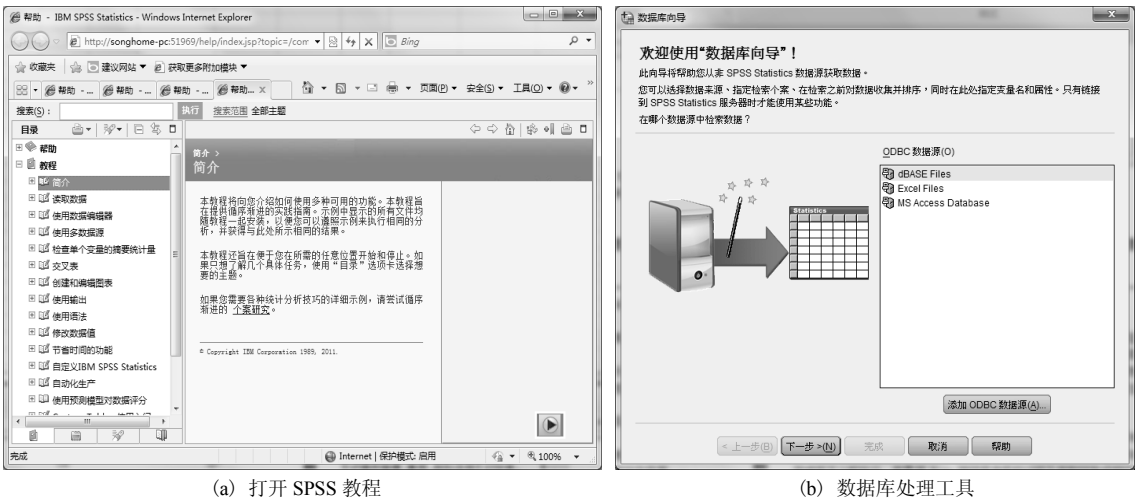 帮助 - IBM SPSS Statistics - Windows Internet Explorer
http://songhome-pc:51969/help/index.jsp?topic=/com
Bing
收藏夹
建议网站
获取更多附加模块
帮助 - ...
帮助 - ...
帮助 - ...
帮助...
页面(P)
安全(S)
工具(O)
搜索(S):
执行
搜索范围 全部主题
目录
帮助
教程
简介
读取数据
使用数据编辑器
使用多数据源
检查单个变量的摘要统计量
交叉表
创建和编辑图表
使用输出
使用语法
修改数据值
节省时间的功能
自定义IBM SPSS Statistics
自动化生产
使用预测模型对数据评分
简介 >
简介
本教程将向您介绍如何使用多种可用的功能。本教程旨
在提供循序渐进的实践指南。示例中显示的所有文件均
随教程一起安装，以便您可以遵照示例来执行相同的分
析，并获得与此处所示相同的结果。
本教程还旨在便于您在所需的任意位置开始和停止。如
果只想了解几个具体任务，使用“目录”选项卡选择想
要的主题。
如果您需要各种统计分析技巧的详细示例，请尝试循序
渐进的 个案研究。
© Copyright IBM Corporation 1989, 2011.
完成
Internet | 保护模式: 启用
100%
(a) 打开 SPSS 教程
数据库向导
欢迎使用“数据库向导”！
此向导将帮助您从非 SPSS Statistics 数据源获取数据。
您可以选择数据来源、指定检索个案、在检索之前对数据收集并排序，同时在此处指定变量名和属性。只有链接
到 SPSS Statistics 服务器时才能使用某些功能。
在哪个数据源中检索数据？
Statistics
ODBC 数据源(O)
dBASE Files
Excel Files
MS Access Database
添加 ODBC 数据源(A)...
< 上一步(B)
下一步 >(N)
完成
取消
帮助
(b) 数据库处理工具